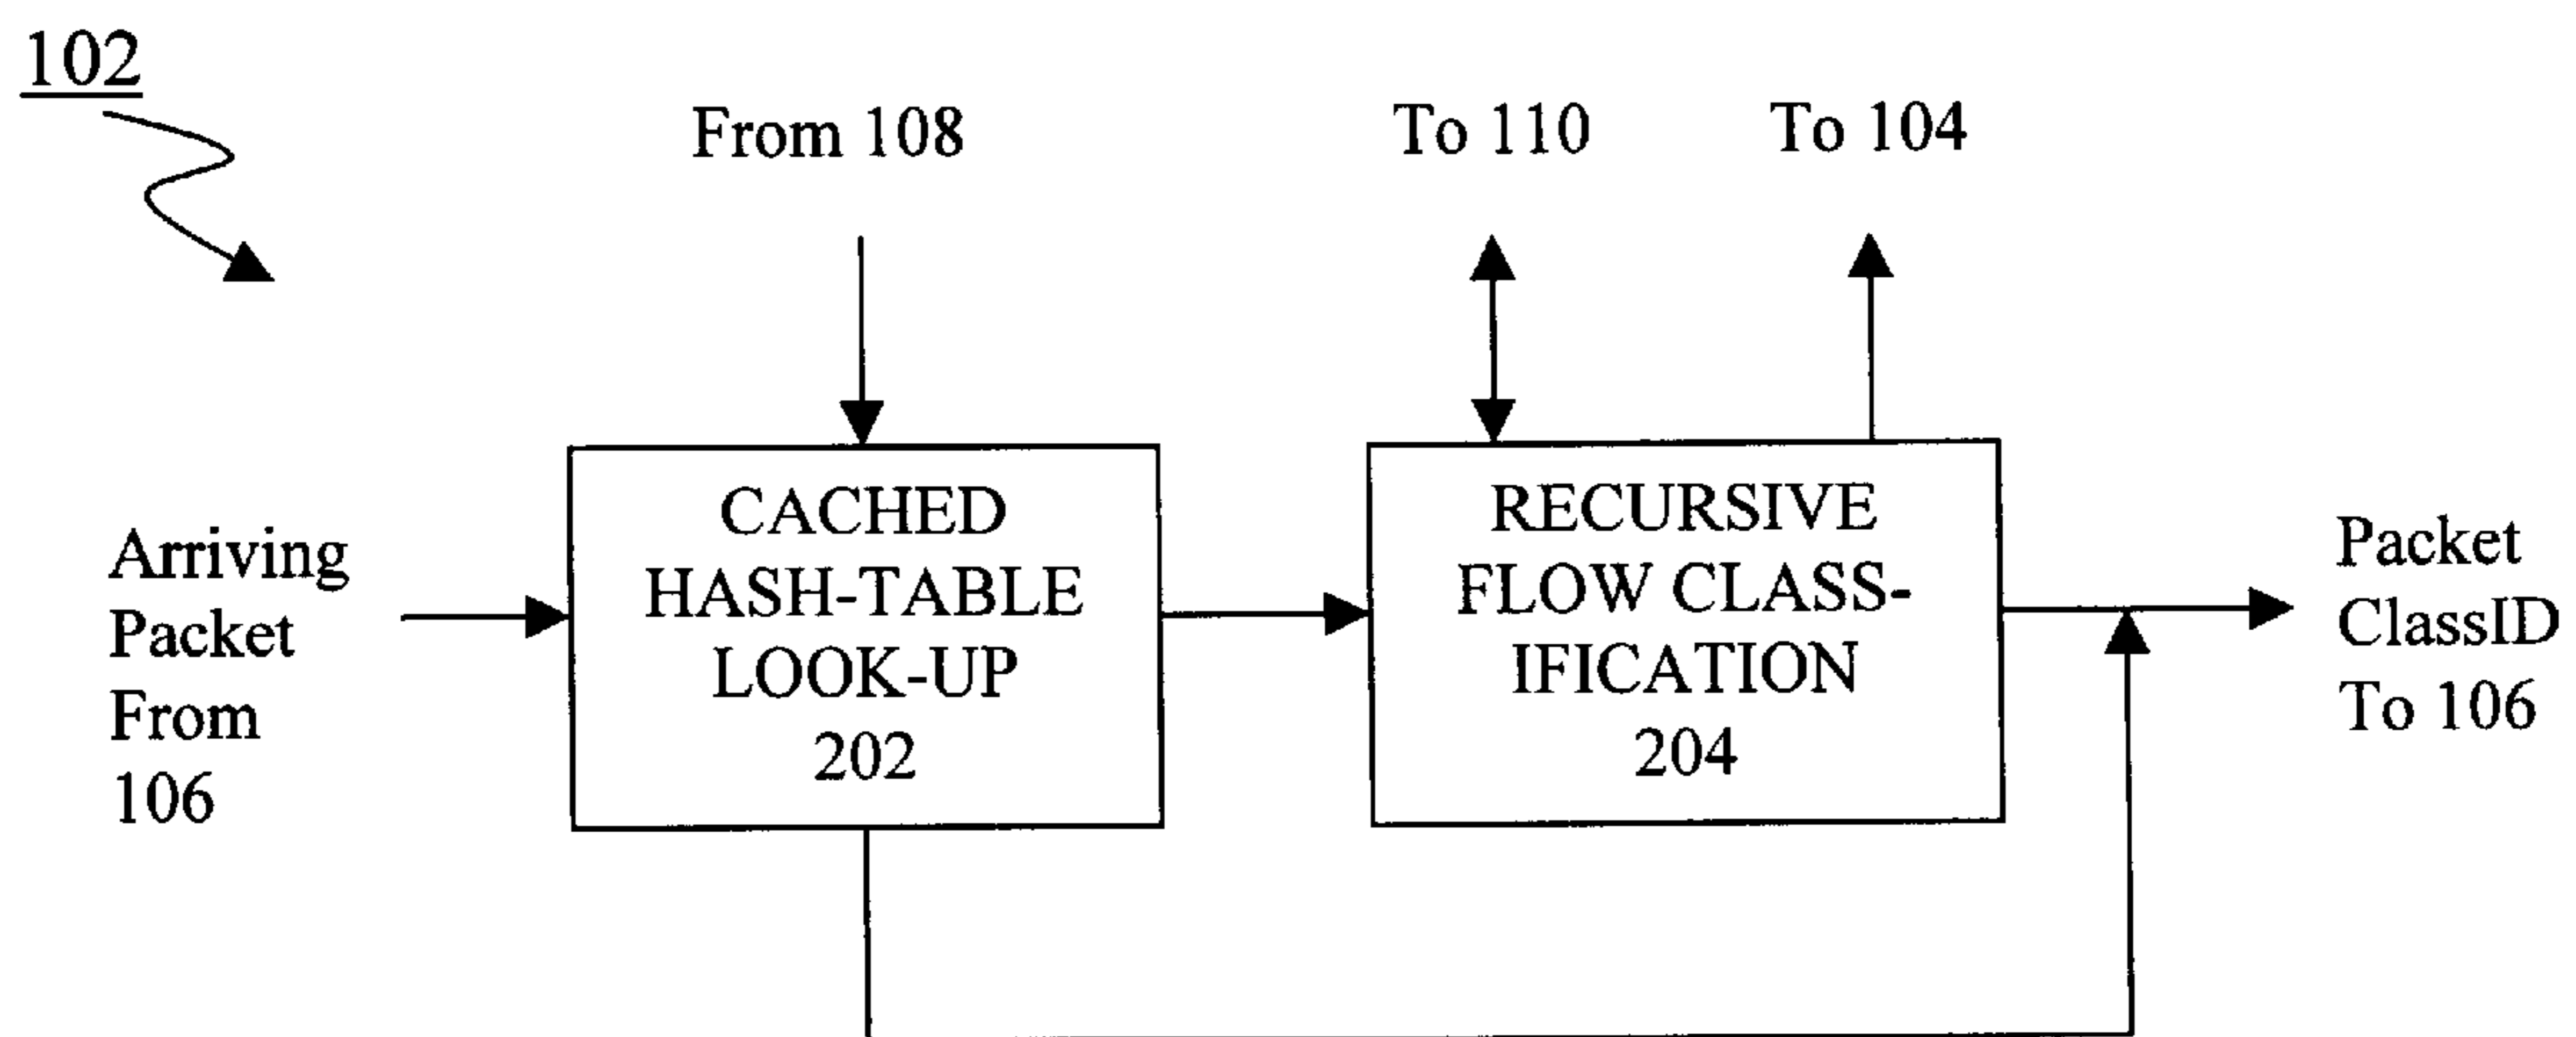 102
From 108
To 110
To 104
Arriving
Packet
From
106
CACHED
HASH-TABLE
LOOK-UP
202
RECURSIVE
FLOW CLASS-
IFICATION
204
Packet
ClassID
To 106